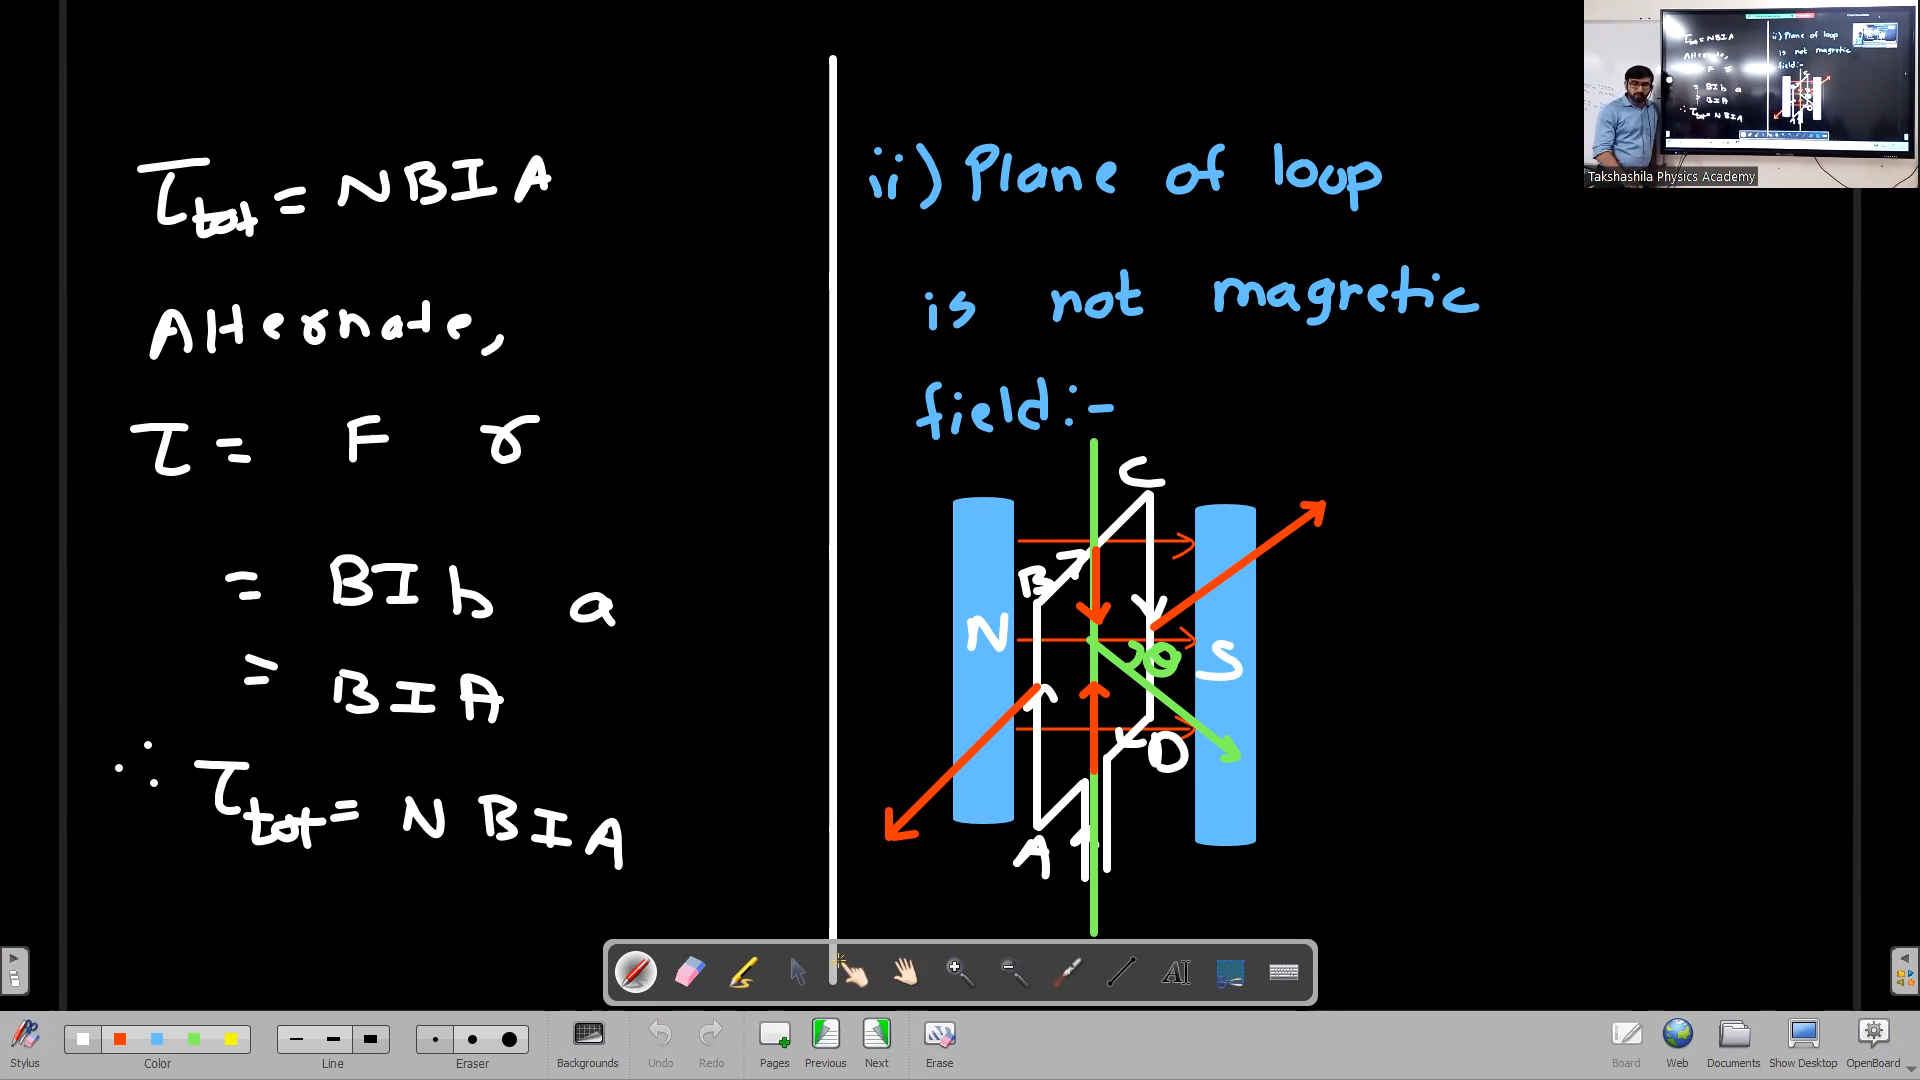 τtot = NBIA
Alternate,
τ = F r
= BIb a
= BIA
∴ τtot = NBIA
ii) Plane of loop
is not magnetic
field:-
C
B
N
θ
S
D
A
Takshashila Physics Academy
Stylus
Color
Line
Eraser
Backgrounds
Undo
Redo
Pages
Previous
Next
Erase
Board
Web
Documents
Show Desktop
OpenBoard